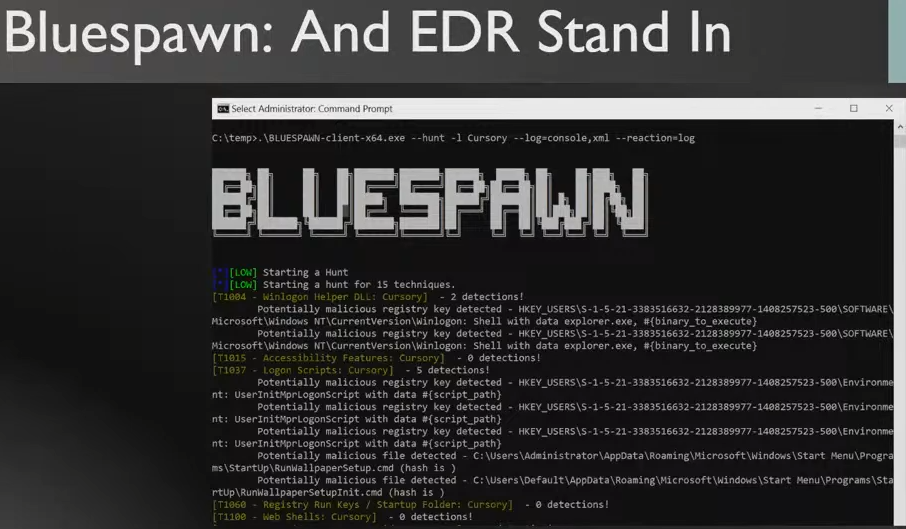 Bluespawn: And EDR Stand In
Select Administrator: Command Prompt
C:\temp>.\BLUESPAWN-client-x64.exe --hunt -l Cursory --log=console,xml --reaction=log
BLUESPAWN
[*][LOW] Starting a Hunt
[*][LOW] Starting a hunt for 15 techniques.
[T1004 - Winlogon Helper DLL: Cursory] - 2 detections!
Potentially malicious registry key detected - HKEY_USERS\S-1-5-21-3383516632-2128389977-1408257523-500\SOFTWARE\
Microsoft\Windows NT\CurrentVersion\Winlogon: Shell with data explorer.exe, #{binary_to_execute}
Potentially malicious registry key detected - HKEY_USERS\S-1-5-21-3383516632-2128389977-1408257523-500\SOFTWARE\
Microsoft\Windows NT\CurrentVersion\Winlogon: Shell with data explorer.exe, #{binary_to_execute}
[T1015 - Accessibility Features: Cursory] - 0 detections!
[T1037 - Logon Scripts: Cursory] - 5 detections!
Potentially malicious registry key detected - HKEY_USERS\S-1-5-21-3383516632-2128389977-1408257523-500\Environme
nt: UserInitMprLogonScript with data #{script_path}
Potentially malicious registry key detected - HKEY_USERS\S-1-5-21-3383516632-2128389977-1408257523-500\Environme
nt: UserInitMprLogonScript with data #{script_path}
Potentially malicious registry key detected - HKEY_USERS\S-1-5-21-3383516632-2128389977-1408257523-500\Environme
nt: UserInitMprLogonScript with data #{script_path}
Potentially malicious file detected - C:\Users\Administrator\AppData\Roaming\Microsoft\Windows\Start Menu\Progra
ms\StartUp\RunWallpaperSetup.cmd (hash is )
Potentially malicious file detected - C:\Users\Default\AppData\Roaming\Microsoft\Windows\Start Menu\Programs\Sta
rtUp\RunWallpaperSetupInit.cmd (hash is )
[T1060 - Registry Run Keys / Startup Folder: Cursory] - 0 detections!
[T1100 - Web Shells: Cursory] - 0 detections!